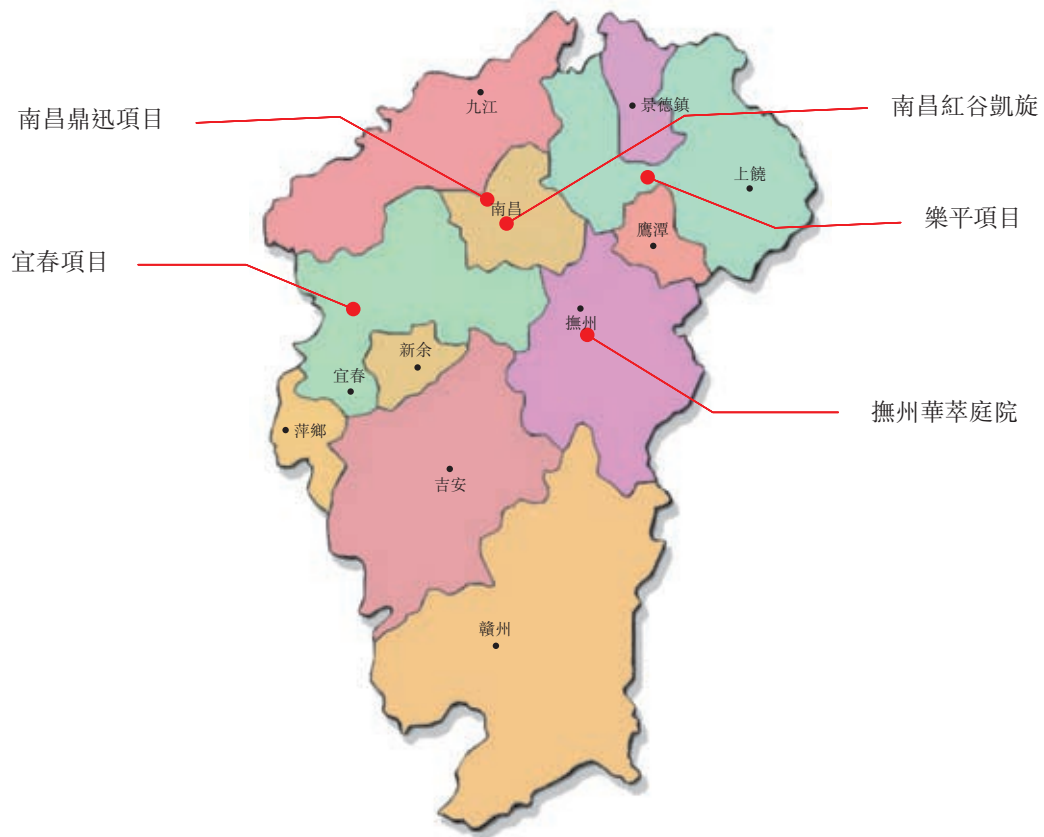 九江
景德鎮
南昌紅谷凱旋
南昌鼎迅項目
上饒
南昌
樂平項目
鷹潭
宜春項目
撫州
新余
宜春
撫州華萃庭院
萍鄉
吉安
贛州